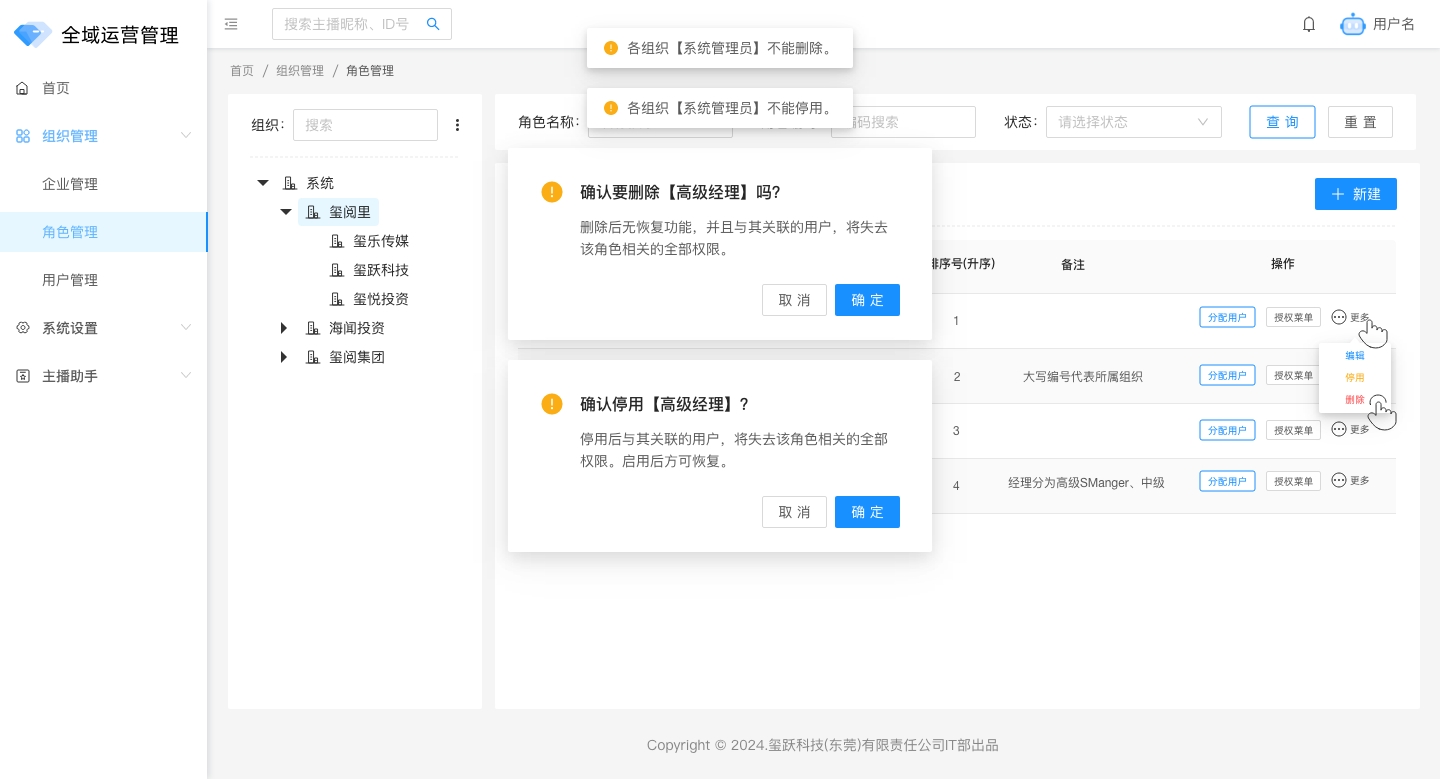 全域运营管理
搜索主播昵称、ID号
用户名
各组织【系统管理员】不能删除。
首页 / 组织管理 / 角色管理
首页
组织管理
企业管理
角色管理
用户管理
系统设置
主播助手
组织：
搜索
系统
玺阅里
玺乐传媒
玺跃科技
玺悦投资
海闻投资
玺阅集团
各组织【系统管理员】不能停用。
角色名称：
码搜索
状态：
请选择状态
查 询
重 置
新建
确认要删除【高级经理】吗？
删除后无恢复功能，并且与其关联的用户，将失去
该角色相关的全部权限。
取 消
确 定
确认停用【高级经理】？
停用后与其关联的用户，将失去该角色相关的全部
权限。启用后方可恢复。
取 消
确 定
排序号(升序) 备注 操作
1 分配用户 授权菜单 更多
编辑
停用
删除
2 大写编号代表所属组织 分配用户 授权菜单
3 分配用户 授权菜单 更多
4 经理分为高级SManger、中级 分配用户 授权菜单 更多
Copyright © 2024.玺跃科技(东莞)有限责任公司IT部出品